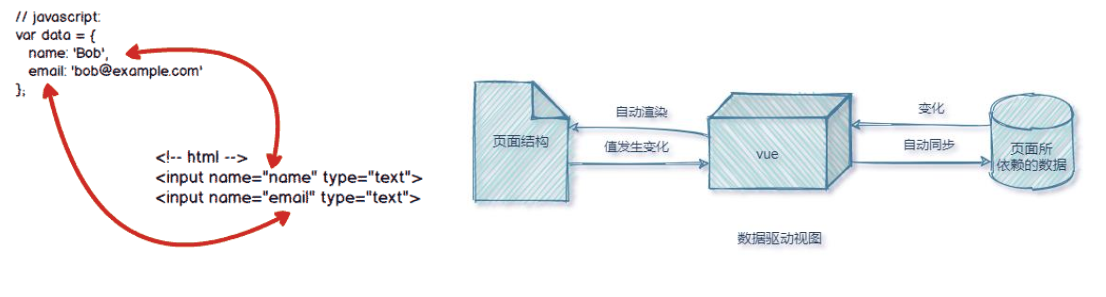 // javascript:
var data = {
name: 'Bob',
email: 'bob@example.com'
};
<!-- html -->
<input name="name" type="text">
<input name="email" type="text">
页面结构
自动渲染
值发生变化
vue
变化
自动同步
页面所
依赖的数据
数据驱动视图